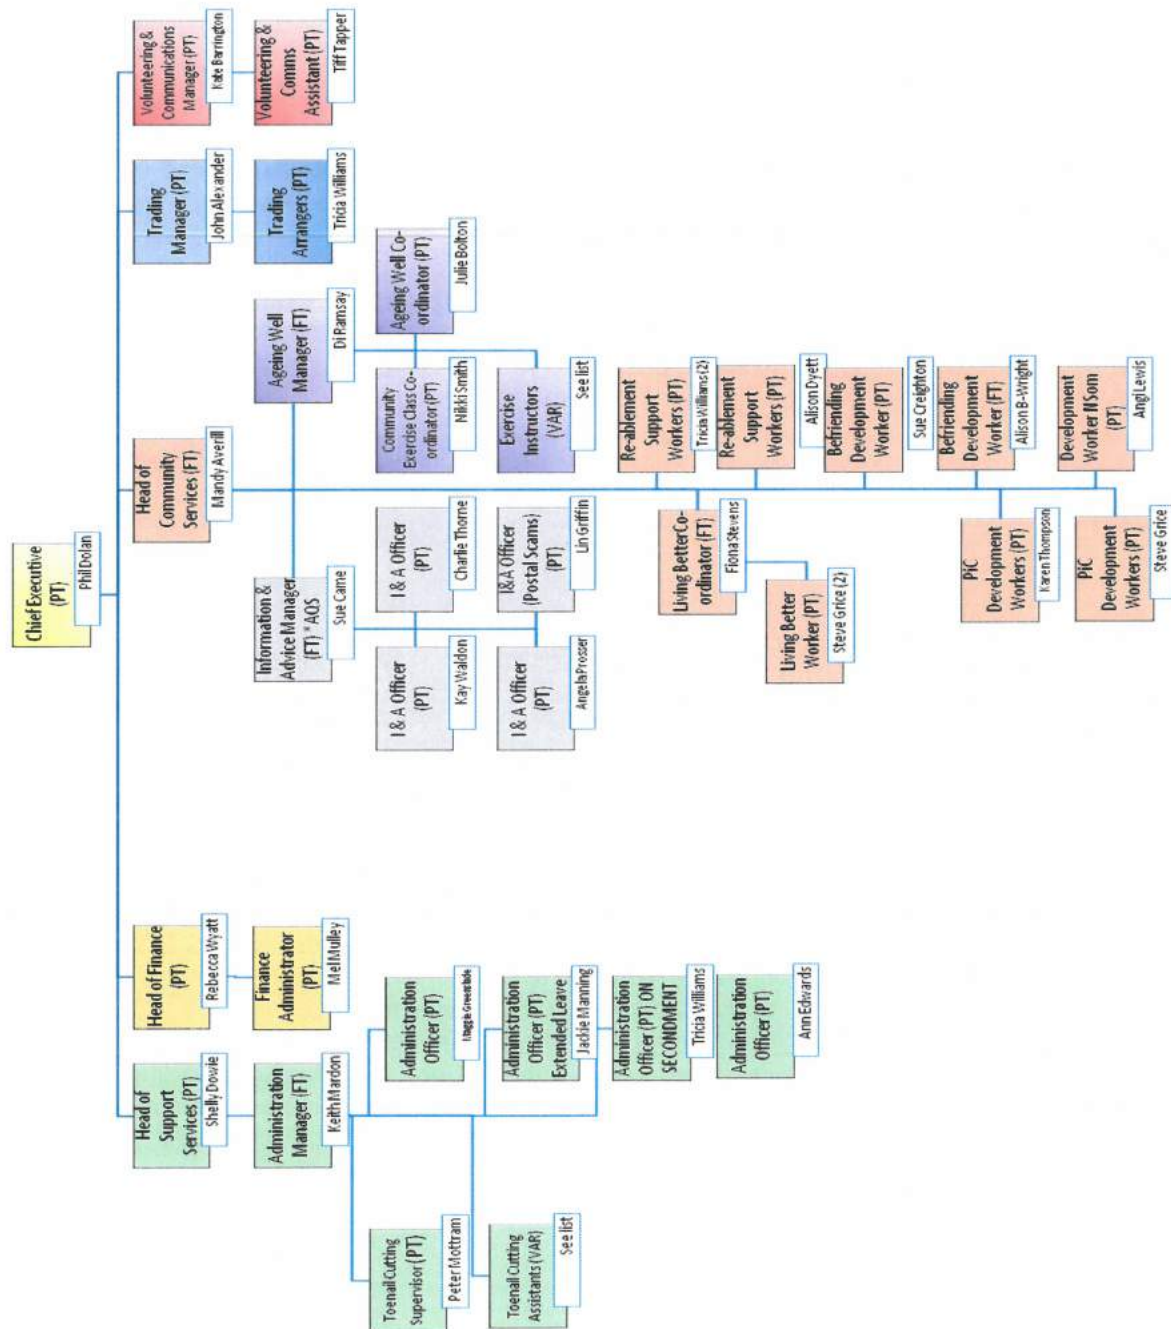 Chief Executive
(PT)
Phil Dolan
Head of
Support
Services (PT)
Shelly Dowie
Head of Finance
(PT)
Rebecca Wyatt
Head of
Community
Services (FT)
Mandy Averill
Trading
Manager (PT)
John Alexander
Volunteering &
Communications
Manager (PT)
Kate Barrington
Administration
Manager (FT)
Keith Mardon
Finance
Administrator
(PT)
Mel Mulley
Information &
Advice Manager
(FT) * AQS
Sue Came
Ageing Well
Manager (FT)
Di Ramsay
Trading
Arrangers (PT)
Tricia Williams
Volunteering &
Comms
Assistant (PT)
Tiff Tapper
Toenail Cutting
Supervisor (PT)
Peter Mottram
Administration
Officer (PT)
Maggie Greenslade
I & A Officer
(PT)
Kay Waldon
I & A Officer
(PT)
Charlie Thorne
Community
Exercise Class Co-
ordinator (PT)
Nikki Smith
Ageing Well Co-
ordinator (PT)
Julie Bolton
Toenail Cutting
Assistants (VAR)
See list
Administration
Officer (PT)
Extended Leave
Jackie Manning
I & A Officer
(PT)
Angela Prosser
I&A Officer
(Postal Scams) (PT)
Lin Griffin
Exercise
Instructors
(VAR)
See list
Administration
Officer (PT) ON
SECONDMENT
Tricia Williams
Administration
Officer (PT)
Ann Edwards
Re-ablement
Support
Workers (PT)
Tricia Williams (2)
Living Better Co-
ordinator (FT)
Fiona Stevens
Re-ablement
Support
Workers (PT)
Alison Dyett
Living Better
Worker (PT)
Steve Grice (2)
Befriending
Development
Worker (PT)
Sue Creighton
Befriending
Development
Worker (FT)
Alison B-Wright
PiC
Development
Workers (PT)
Karen Thompson
Development
Worker N Som
(PT)
Angl Lewis
PiC
Development
Workers (PT)
Steve Grice